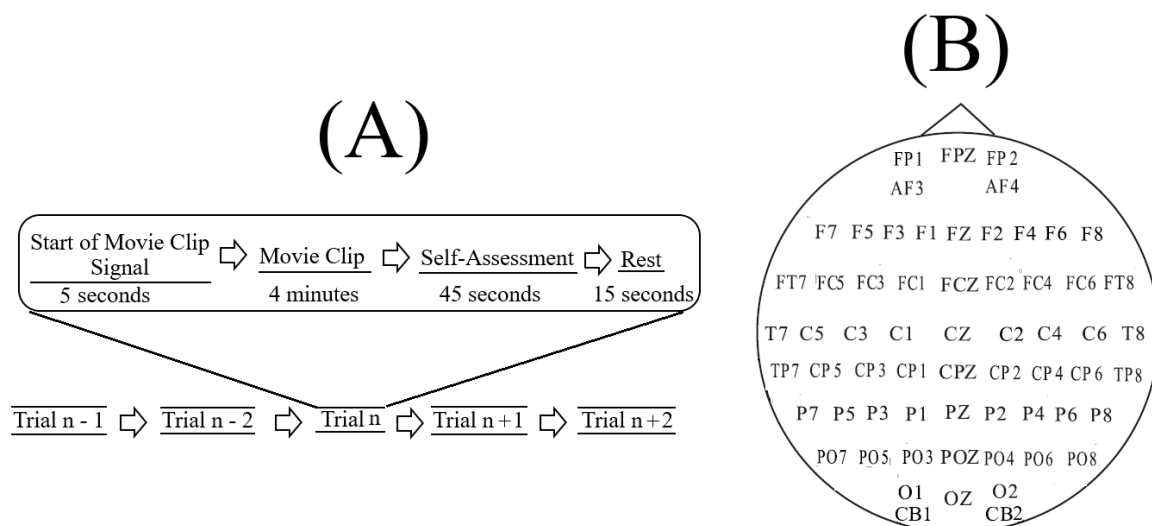 (A)
Start of Movie Clip
Signal
5 seconds
Movie Clip
4 minutes
Self-Assessment
45 seconds
Rest
15 seconds
Trial n - 1
Trial n - 2
Trial n
Trial n+1
Trial n+2
(B)
FP1 FPZ FP2
AF3 AF4
F7 F5 F3 F1 FZ F2 F4 F6 F8
FT7 FC5 FC3 FC1 FCZ FC2 FC4 FC6 FT8
T7 C5 C3 C1 CZ C2 C4 C6 T8
TP7 CP5 CP3 CP1 CPZ CP2 CP4 CP6 TP8
P7 P5 P3 P1 PZ P2 P4 P6 P8
PO7 PO5 PO3 POZ PO4 PO6 PO8
O1 OZ O2
CB1 CB2